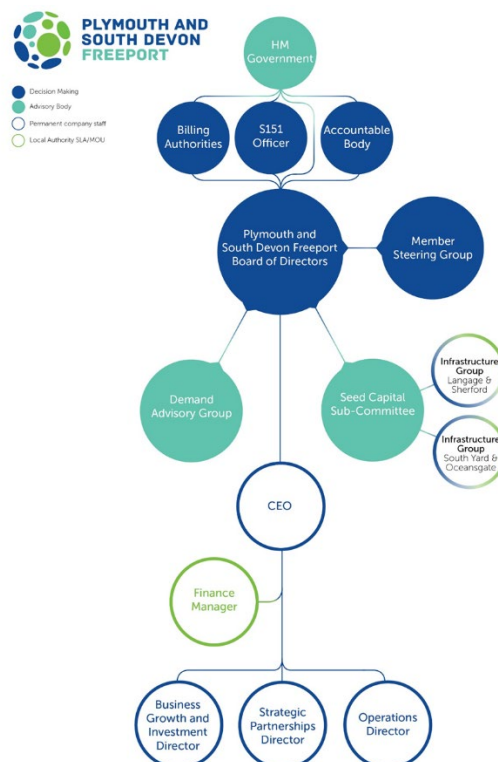 PLYMOUTH AND
SOUTH DEVON
FREEPORT
Decision Making
Advisory Body
Permanent company staff
Local Authority SLA/MOU
HM
Government
Billing
Authorities
S151
Officer
Accountable
Body
Plymouth and
South Devon Freeport
Board of Directors
Member
Steering Group
Demand
Advisory Group
Seed Capital
Sub-Committee
Infrastructure
Group
Langage &
Sherford
Infrastructure
Group
South Yard &
Oceansgate
CEO
Finance
Manager
Business
Growth and
Investment
Director
Strategic
Partnerships
Director
Operations
Director